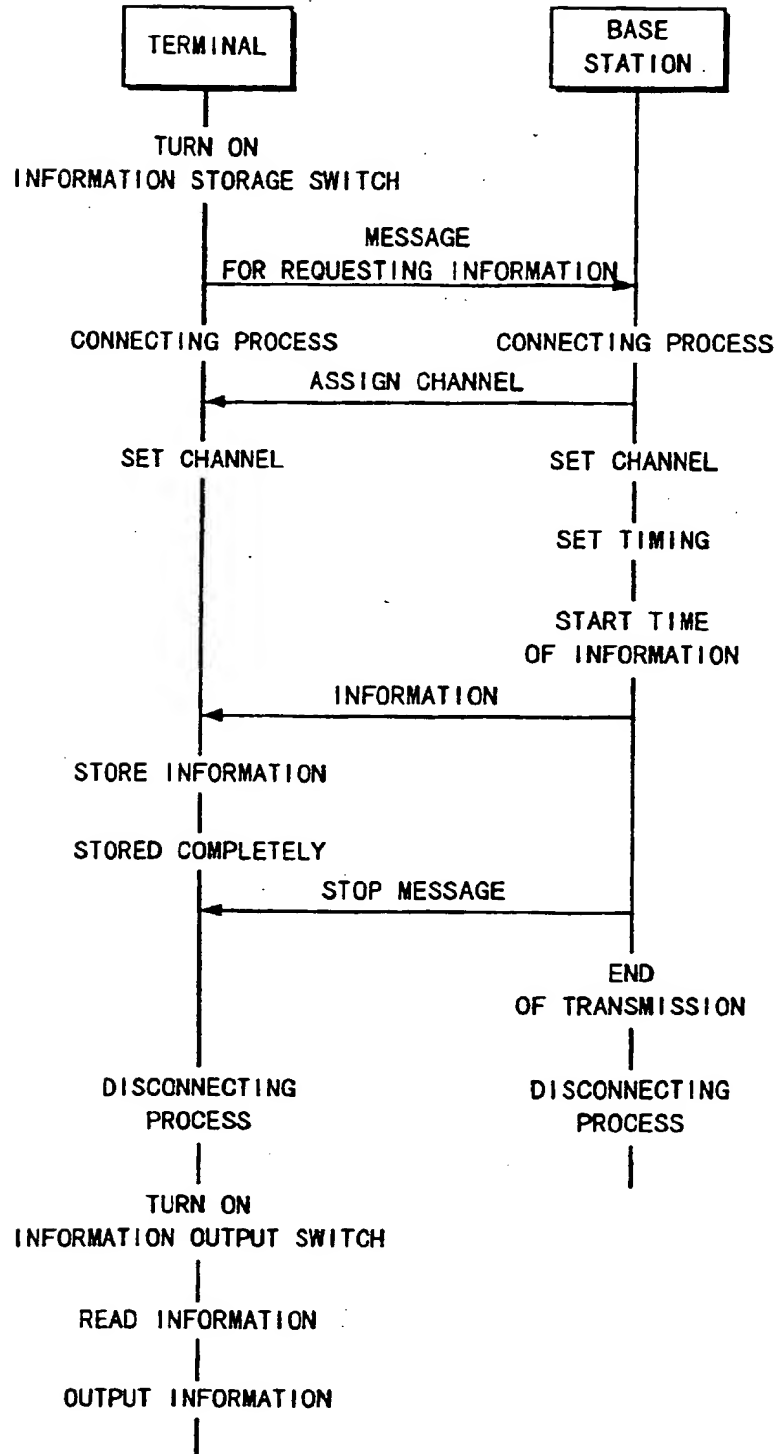 TERMINAL
BASE
STATION
TURN ON
INFORMATION STORAGE SWITCH
MESSAGE
FOR REQUESTING INFORMATION
CONNECTING PROCESS
CONNECTING PROCESS
ASSIGN CHANNEL
SET CHANNEL
SET CHANNEL
SET TIMING
START TIME
OF INFORMATION
INFORMATION
STORE INFORMATION
STORED COMPLETELY
STOP MESSAGE
END
OF TRANSMISSION
DISCONNECTING
PROCESS
DISCONNECTING
PROCESS
TURN ON
INFORMATION OUTPUT SWITCH
READ INFORMATION
OUTPUT INFORMATION